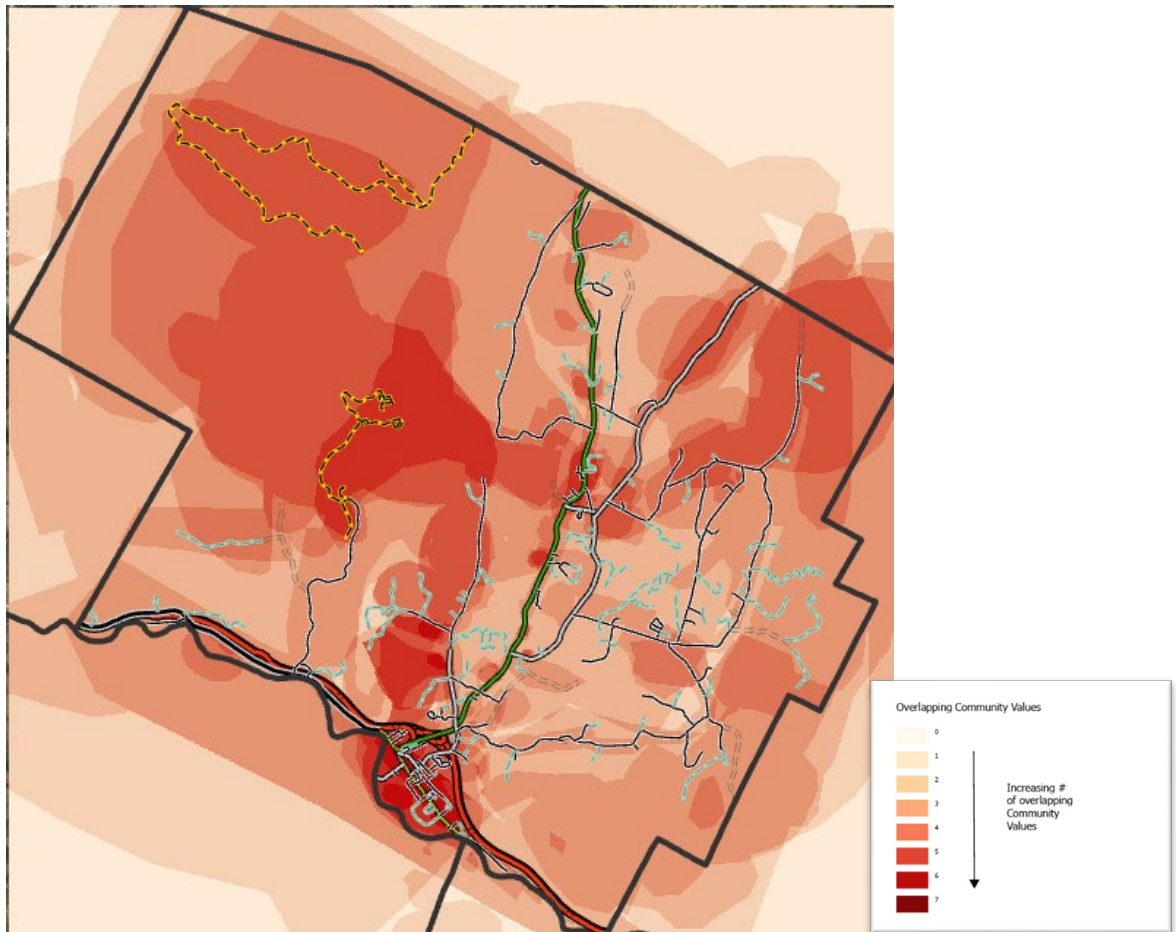 Overlapping Community Values
0
1
2
3
4
5
6
7
Increasing #
of overlapping
Community
Values